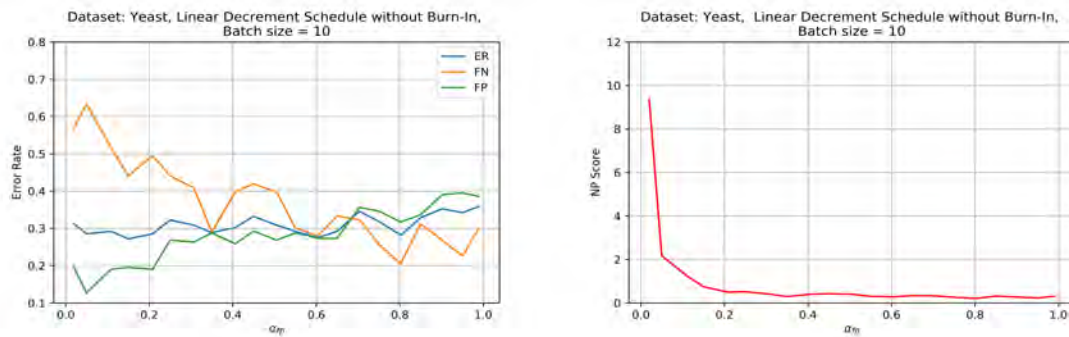 Dataset: Yeast, Linear Decrement Schedule without Burn-In,
Batch size = 10
0.8
0.7
0.6
0.5
0.4
0.3
0.2
0.1
Error Rate
ER
FN
FP
0.0 0.2 0.4 0.6 0.8 1.0
Dataset: Yeast, Linear Decrement Schedule without Burn-In,
Batch size = 10
12
10
8
6
4
2
0
NP Score
0.0 0.2 0.4 0.6 0.8 1.0